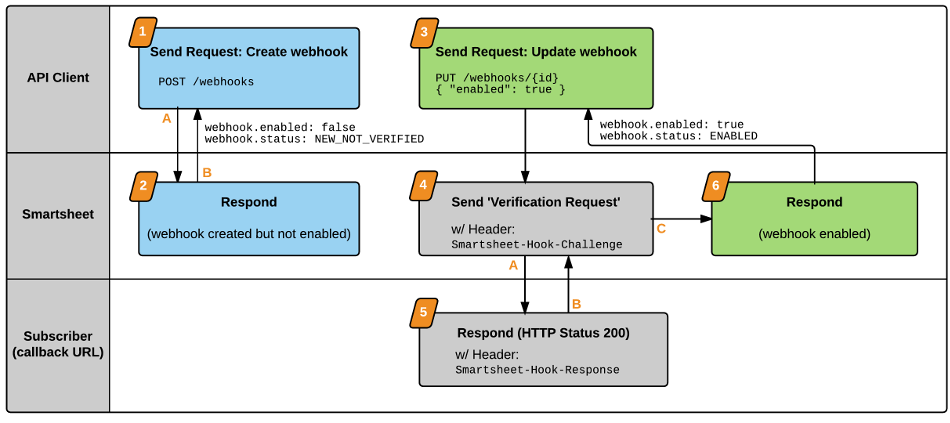 API Client
1
Send Request: Create webhook
POST /webhooks
3
Send Request: Update webhook
PUT /webhooks/{id}
{ "enabled": true }
A
webhook.enabled: false
webhook.status: NEW_NOT_VERIFIED
B
webhook.enabled: true
webhook.status: ENABLED
Smartsheet
2
Respond
(webhook created but not enabled)
4
Send 'Verification Request'
w/ Header:
Smartsheet-Hook-Challenge
C
6
Respond
(webhook enabled)
A
B
Subscriber
(callback URL)
5
Respond (HTTP Status 200)
w/ Header:
Smartsheet-Hook-Response